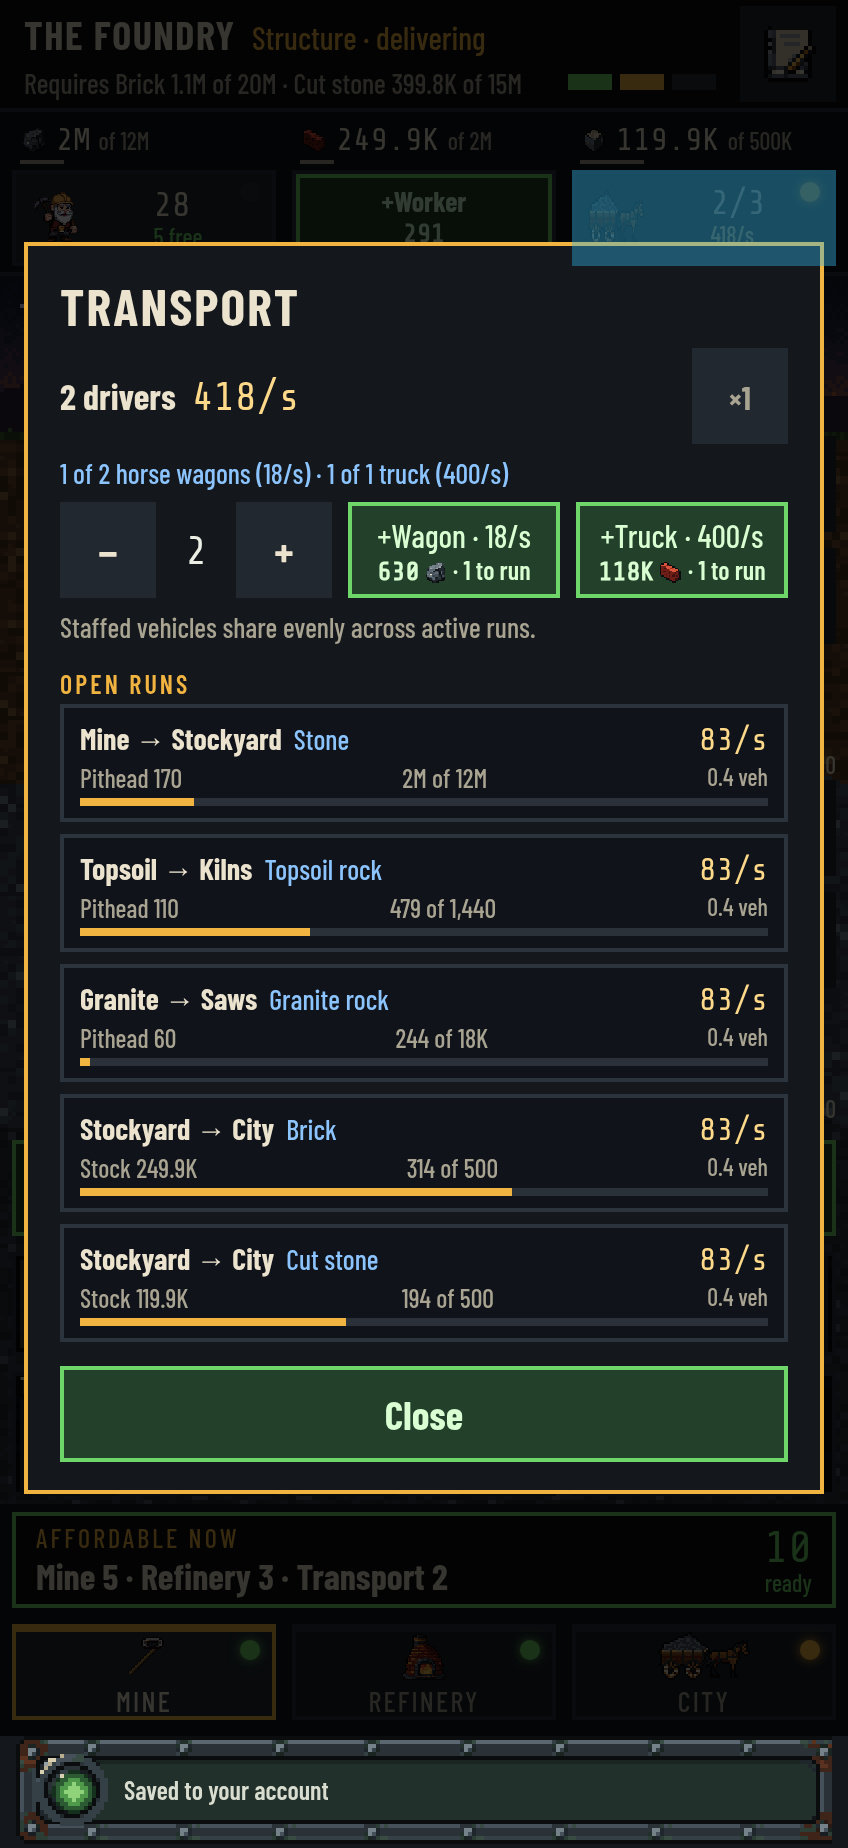 THE FOUNDRY Structure · delivering
Requires Brick 1.1M of 20M · Cut stone 399.8K of 15M
2M of 12M 249.9K of 2M 119.9K of 500K
28 +Worker 2/3
5 free 291 418/s
TRANSPORT
2 drivers 418/s ×1
1 of 2 horse wagons (18/s) · 1 of 1 truck (400/s)
– 2 + +Wagon · 18/s +Truck · 400/s
630 · 1 to run 118K · 1 to run
Staffed vehicles share evenly across active runs.
OPEN RUNS
Mine → Stockyard Stone 83/s
Pithead 170 2M of 12M 0.4 veh
Topsoil → Kilns Topsoil rock 83/s
Pithead 110 479 of 1,440 0.4 veh
Granite → Saws Granite rock 83/s
Pithead 60 244 of 18K 0.4 veh
Stockyard → City Brick 83/s
Stock 249.9K 314 of 500 0.4 veh
Stockyard → City Cut stone 83/s
Stock 119.9K 194 of 500 0.4 veh
Close
AFFORDABLE NOW 10
Mine 5 · Refinery 3 · Transport 2 ready
MINE REFINERY CITY
Saved to your account